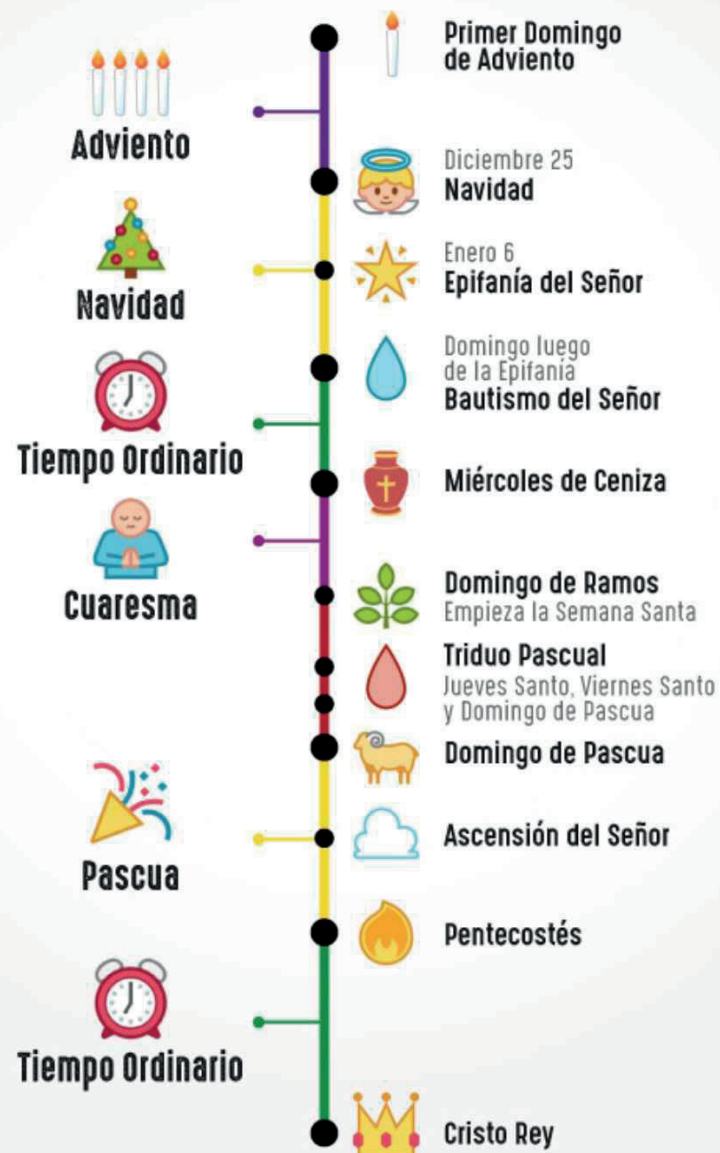 Primer Domingo
de Adviento
Adviento
Diciembre 25
Navidad
Navidad
Enero 6
Epifanía del Señor
Domingo luego
de la Epifanía
Bautismo del Señor
Tiempo Ordinario
Miércoles de Ceniza
Cuaresma
Domingo de Ramos
Empieza la Semana Santa
Triduo Pascual
Jueves Santo, Viernes Santo
y Domingo de Pascua
Domingo de Pascua
Ascensión del Señor
Pascua
Pentecostés
Tiempo Ordinario
Cristo Rey